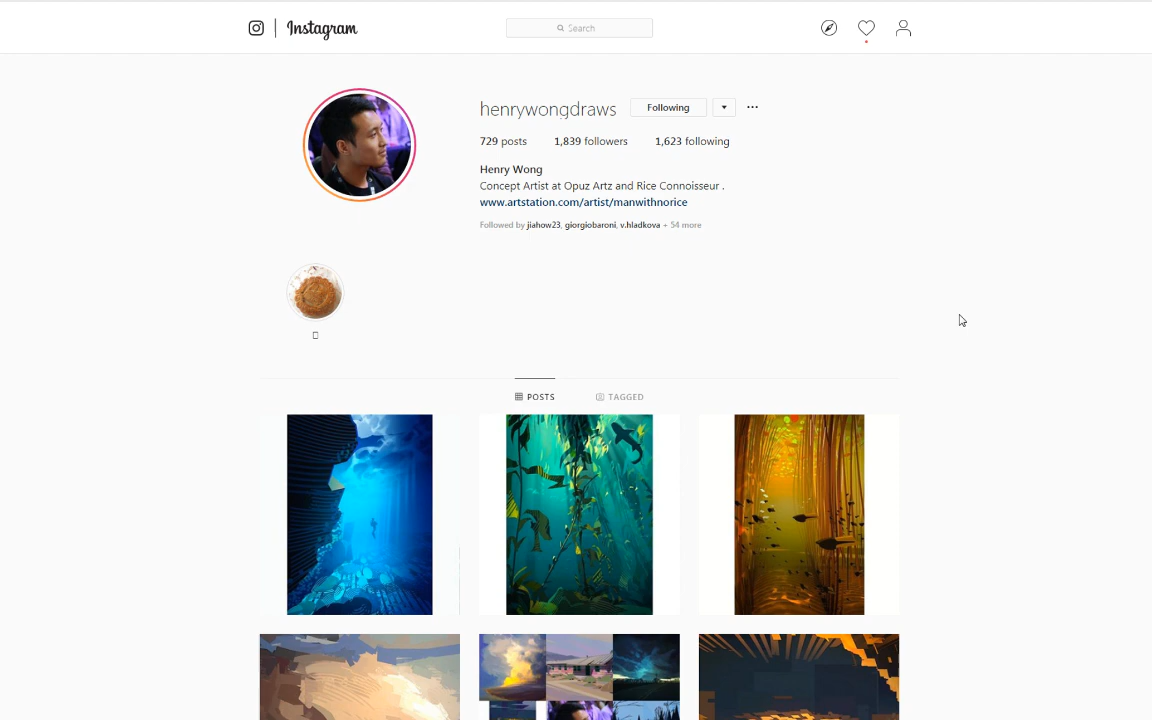 Instagram
Search
henrywongdraws Following
729 posts 1,839 followers 1,623 following
Henry Wong
Concept Artist at Opuz Artz and Rice Connoisseur .
www.artstation.com/artist/manwithnorice
Followed by jiahow23, giorgiobaroni, v.hladkova + 54 more
POSTS TAGGED